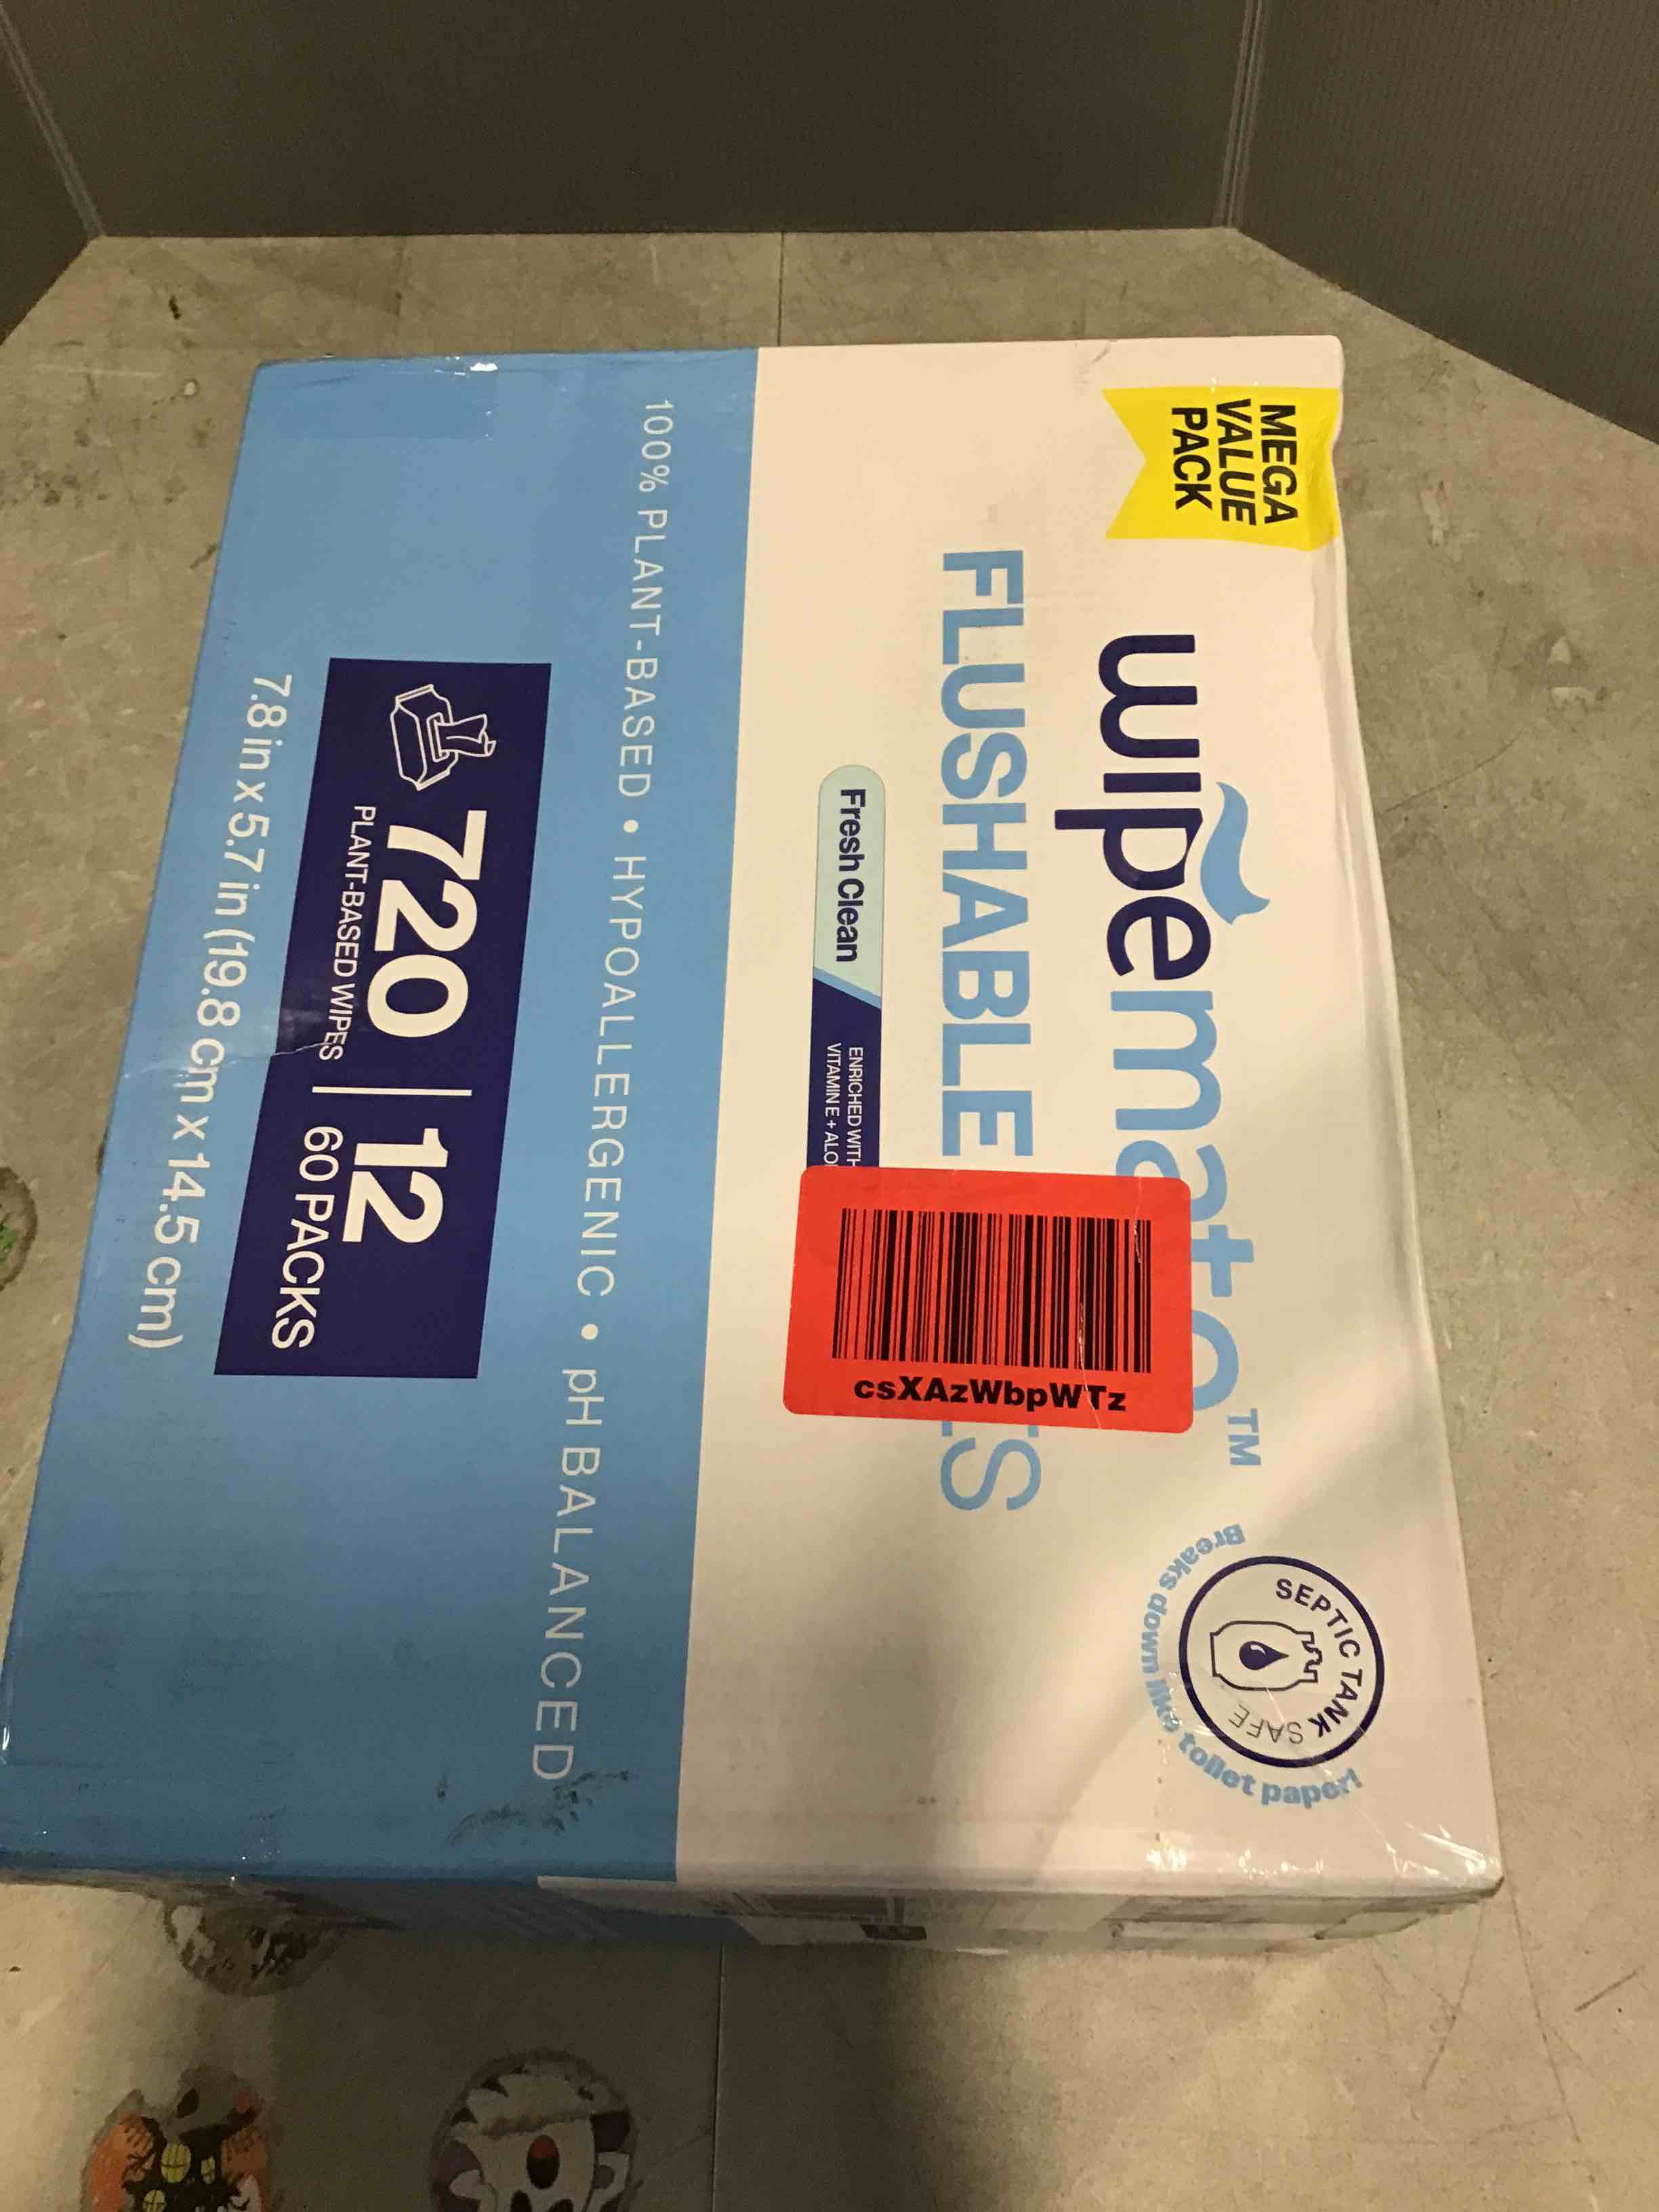 MEGA
VALUE
PACK
wipemate™
FLUSHABLE
Fresh Clean
ENRICHED WITH
VITAMIN E +
csXAzWbpWTz
SEPTIC TANK SAFE
Breaks down like toilet paper!
100% PLANT-BASED • HYPOALLERGENIC • pH BALANCED
720 | 12
PLANT-BASED WIPES | 60 PACKS
7.8 in x 5.7 in (19.8 cm x 14.5 cm)